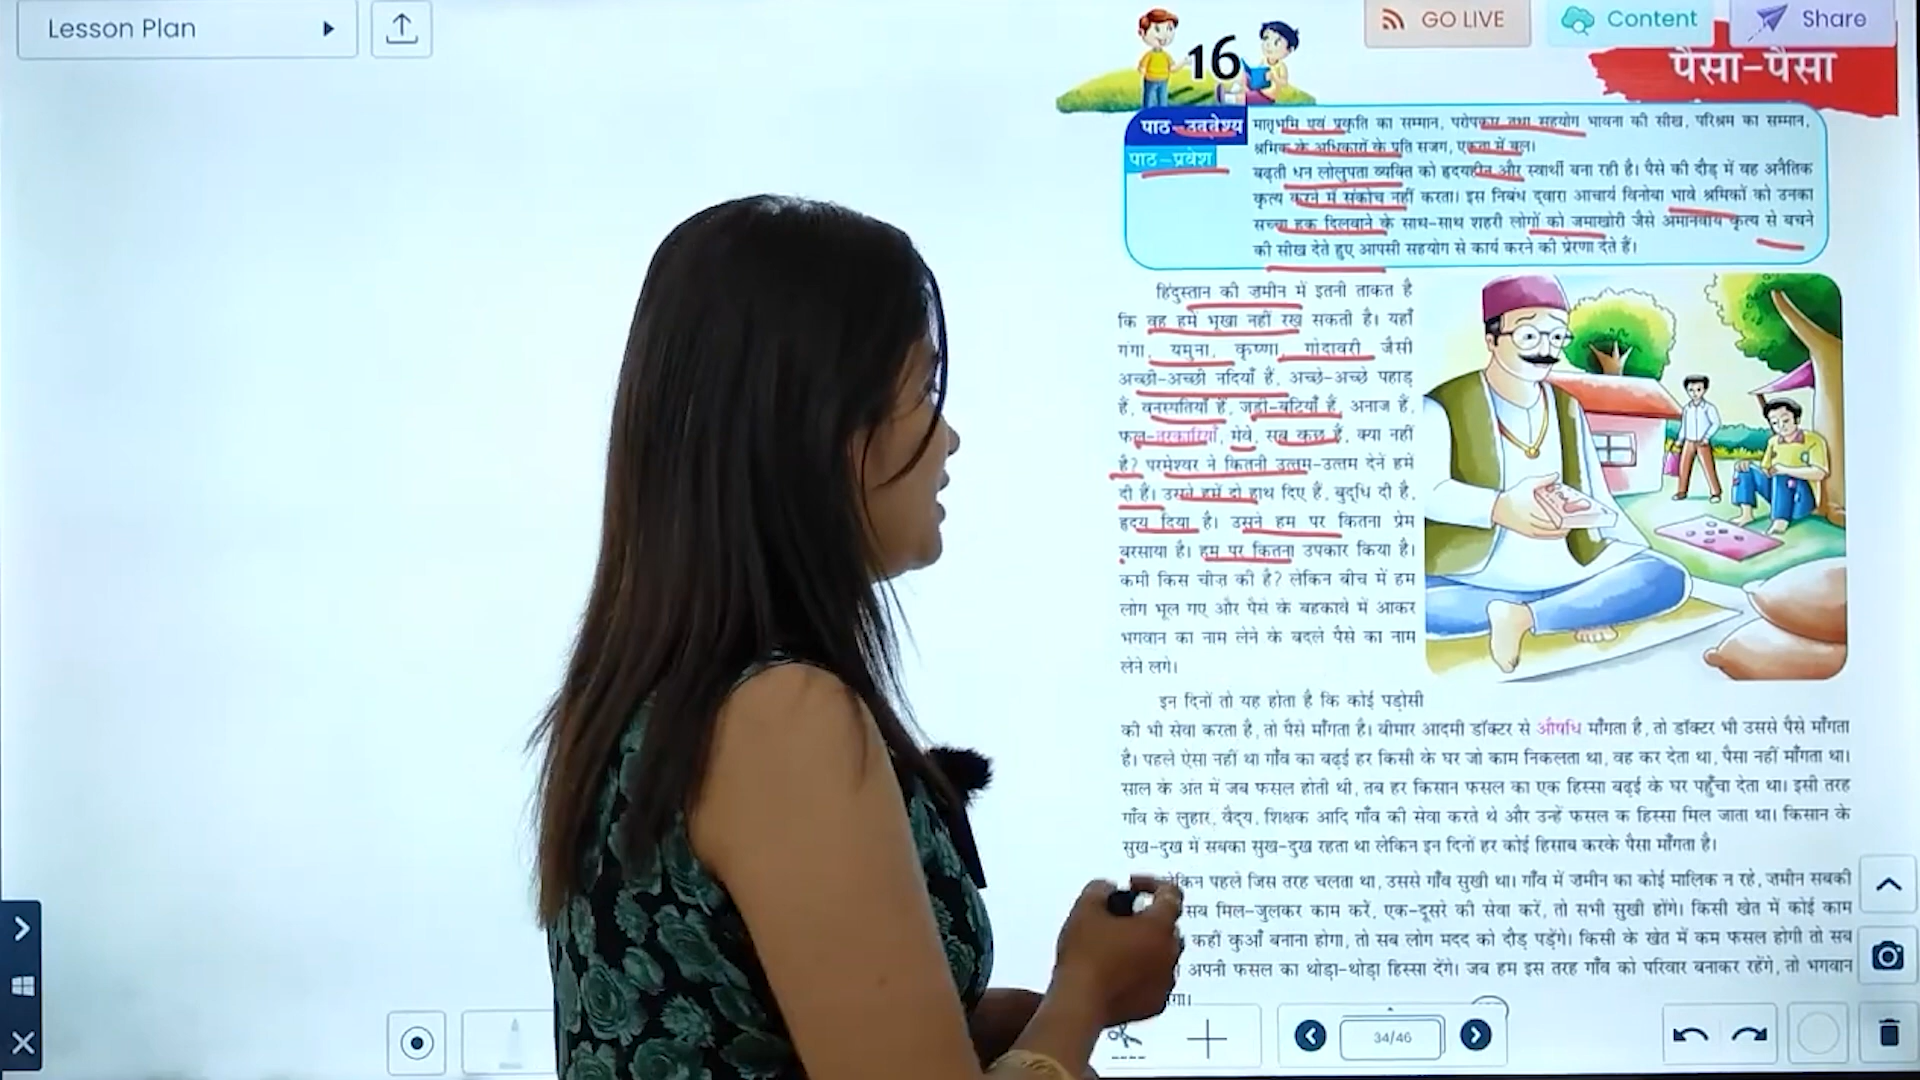 Lesson Plan
16
GO LIVE
Content
Share
पैसा-पैसा
पाठ-उद्देश्य
मातृभूमि एवं प्रकृति का सम्मान, परोपकार तथा सहयोग भावना की सीख, परिश्रम का सम्मान,
श्रमिक के अधिकारों के प्रति सजग, एकता में बल।
पाठ-प्रवेश
बढ़ती धन लोलुपता व्यक्ति को हृदयहीन और स्वार्थी बना रही है। पैसे की दौड़ में वह अनैतिक
कृत्य करने में संकोच नहीं करता। इस निबंध द्वारा आचार्य विनोबा भावे श्रमिकों को उनका
सच्चा हक दिलवाने के साथ-साथ शहरी लोगों को जमाखोरी जैसे अमानवीय कृत्य से बचने
की सीख देते हुए आपसी सहयोग से कार्य करने की प्रेरणा देते हैं।
हिंदुस्तान की ज़मीन में इतनी ताकत है
कि वह हमें भूखा नहीं रख सकती है। यहाँ
गंगा, यमुना, कृष्णा, गोदावरी जैसी
अच्छी-अच्छी नदियाँ हैं, अच्छे-अच्छे पहाड़
हैं, वनस्पतियाँ हैं, जड़ी-बूटियाँ हैं, अनाज हैं,
फल-तरकारियाँ, मेवे, सब कुछ हैं, क्या नहीं
है? परमेश्वर ने कितनी उत्तम-उत्तम देनें हमें
दी हैं। उसने हमें दो हाथ दिए हैं, बुद्धि दी है,
हृदय दिया है। उसने हम पर कितना प्रेम
बरसाया है। हम पर कितना उपकार किया है।
कमी किस चीज़ की है? लेकिन बीच में हम
लोग भूल गए और पैसे के बहकावे में आकर
भगवान का नाम लेने के बदले पैसे का नाम
लेने लगे।
इन दिनों तो यह होता है कि कोई पड़ोसी
की भी सेवा करता है, तो पैसे माँगता है। बीमार आदमी डॉक्टर से औषधि माँगता है, तो डॉक्टर भी उससे पैसे माँगता
है। पहले ऐसा नहीं था गाँव का बढ़ई हर किसी के घर जो काम निकलता था, वह कर देता था, पैसा नहीं माँगता था।
साल के अंत में जब फसल होती थी, तब हर किसान फसल का एक हिस्सा बढ़ई के घर पहुँचा देता था। इसी तरह
गाँव के लुहार, वैद्य, शिक्षक आदि गाँव की सेवा करते थे और उन्हें फसल क हिस्सा मिल जाता था। किसान के
सुख-दुख में सबका सुख-दुख रहता था लेकिन इन दिनों हर कोई हिसाब करके पैसा माँगता है।
लेकिन पहले जिस तरह चलता था, उससे गाँव सुखी था। गाँव में ज़मीन का कोई मालिक न रहे, ज़मीन सबकी
सब मिल-जुलकर काम करें, एक-दूसरे की सेवा करें, तो सभी सुखी होंगे। किसी खेत में कोई काम
कहीं कुआँ बनाना होगा, तो सब लोग मदद को दौड़ पड़ेंगे। किसी के खेत में कम फसल होगी तो सब
अपनी फसल का थोड़ा-थोड़ा हिस्सा देंगे। जब हम इस तरह गाँव को परिवार बनाकर रहेंगे, तो भगवान
34/46